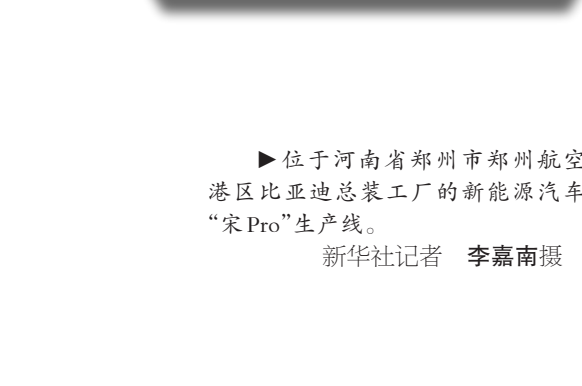 ▶位于河南省郑州市郑州航空
港区比亚迪总装工厂的新能源汽车
“宋Pro”生产线。
新华社记者　李嘉南摄